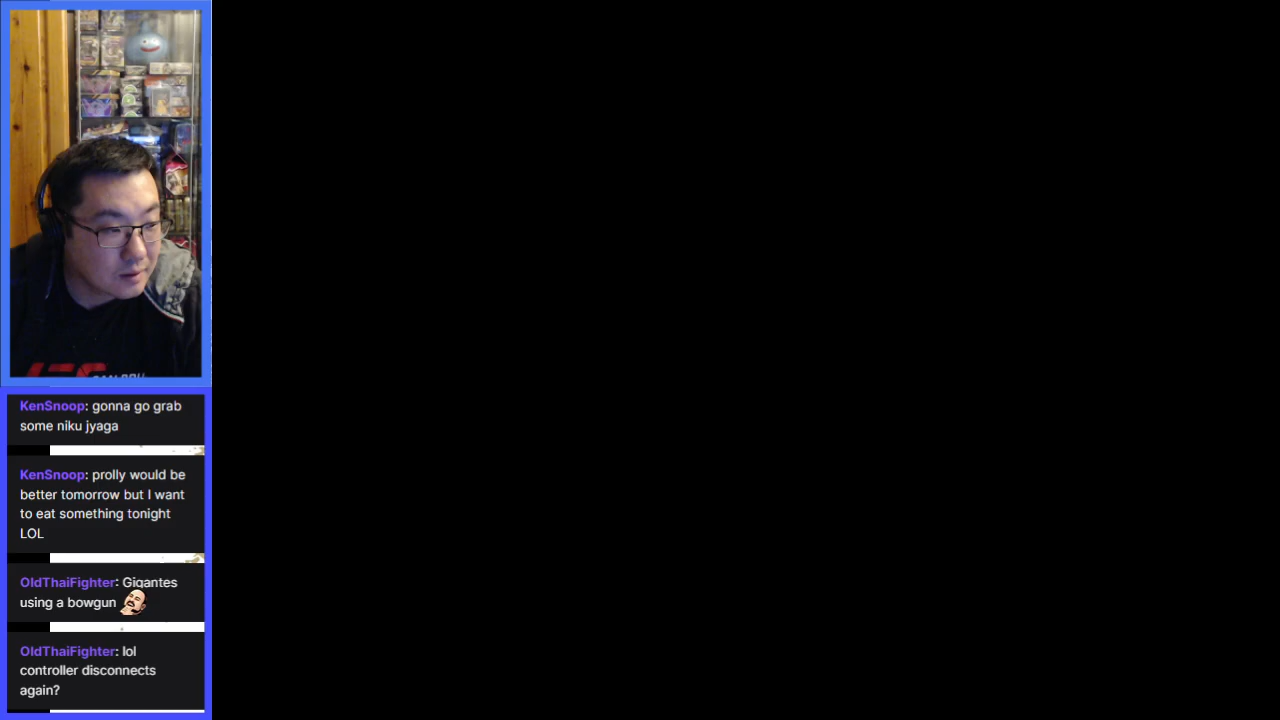 KenSnoop: gonna go grab
some niku jyaga
KenSnoop: prolly would be
better tomorrow but I want
to eat something tonight
LOL
OldThaiFighter: Gigantes
using a bowgun
OldThaiFighter: lol
controller disconnects
again?